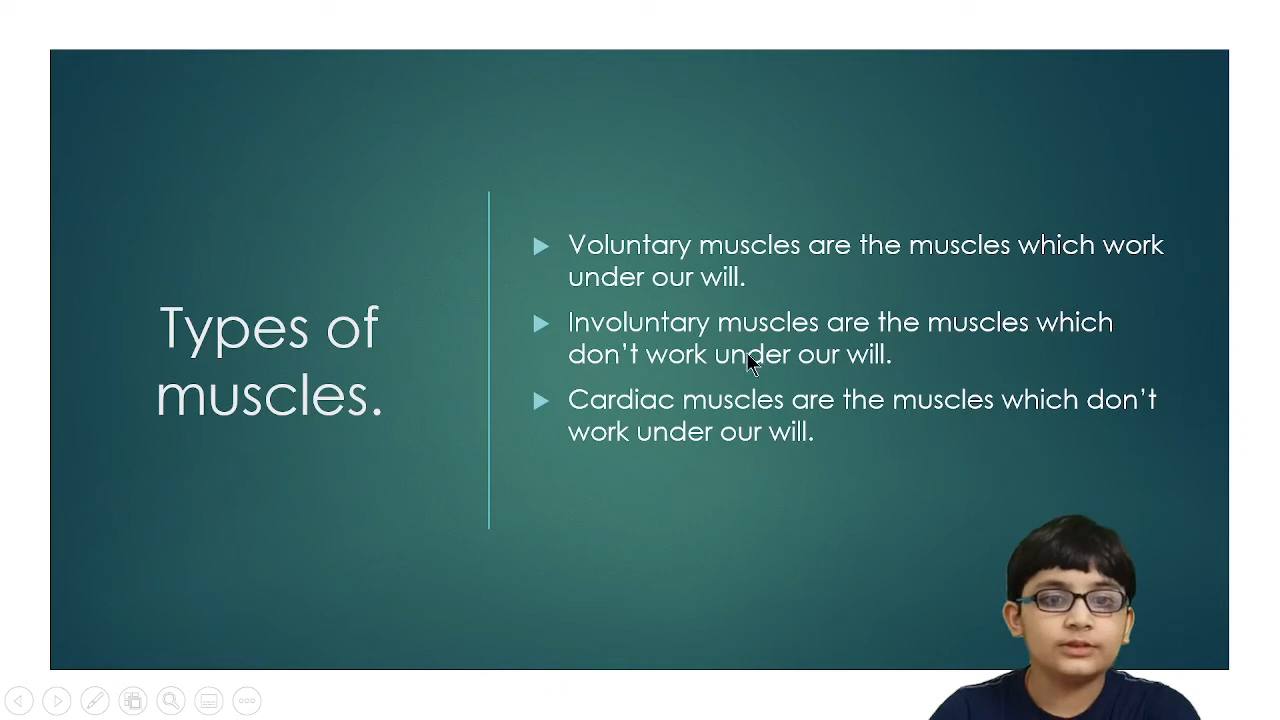 Types of
muscles.
Voluntary muscles are the muscles which work
under our will.
Involuntary muscles are the muscles which
don’t work under our will.
Cardiac muscles are the muscles which don’t
work under our will.